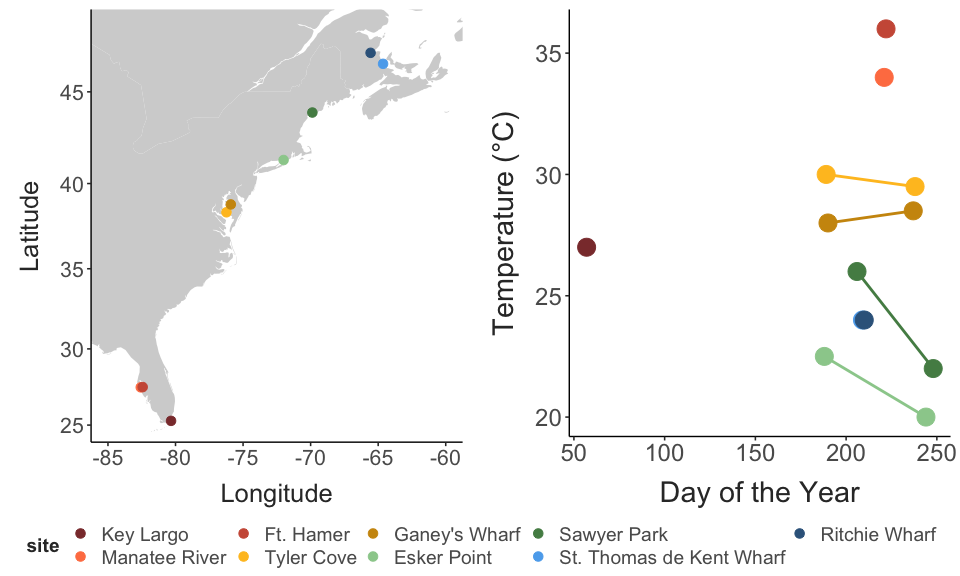 45
40
35
30
25
-85 -80 -75 -70 -65 -60
Latitude
Longitude
35
30
25
20
50 100 150 200 250
Temperature (°C)
Day of the Year
site
Key Largo Ft. Hamer Ganey's Wharf Sawyer Park Ritchie Wharf
Manatee River Tyler Cove Esker Point St. Thomas de Kent Wharf